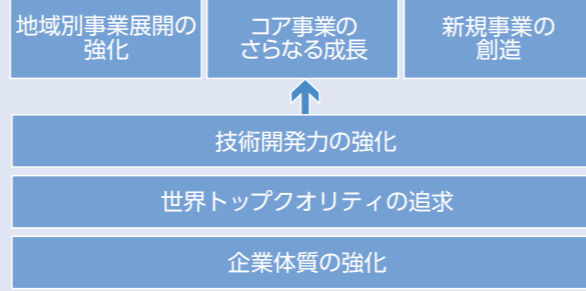 地域別事業展開の
強化
コア事業の
さらなる成長
新規事業の
創造
技術開発力の強化
世界トップクオリティの追求
企業体質の強化